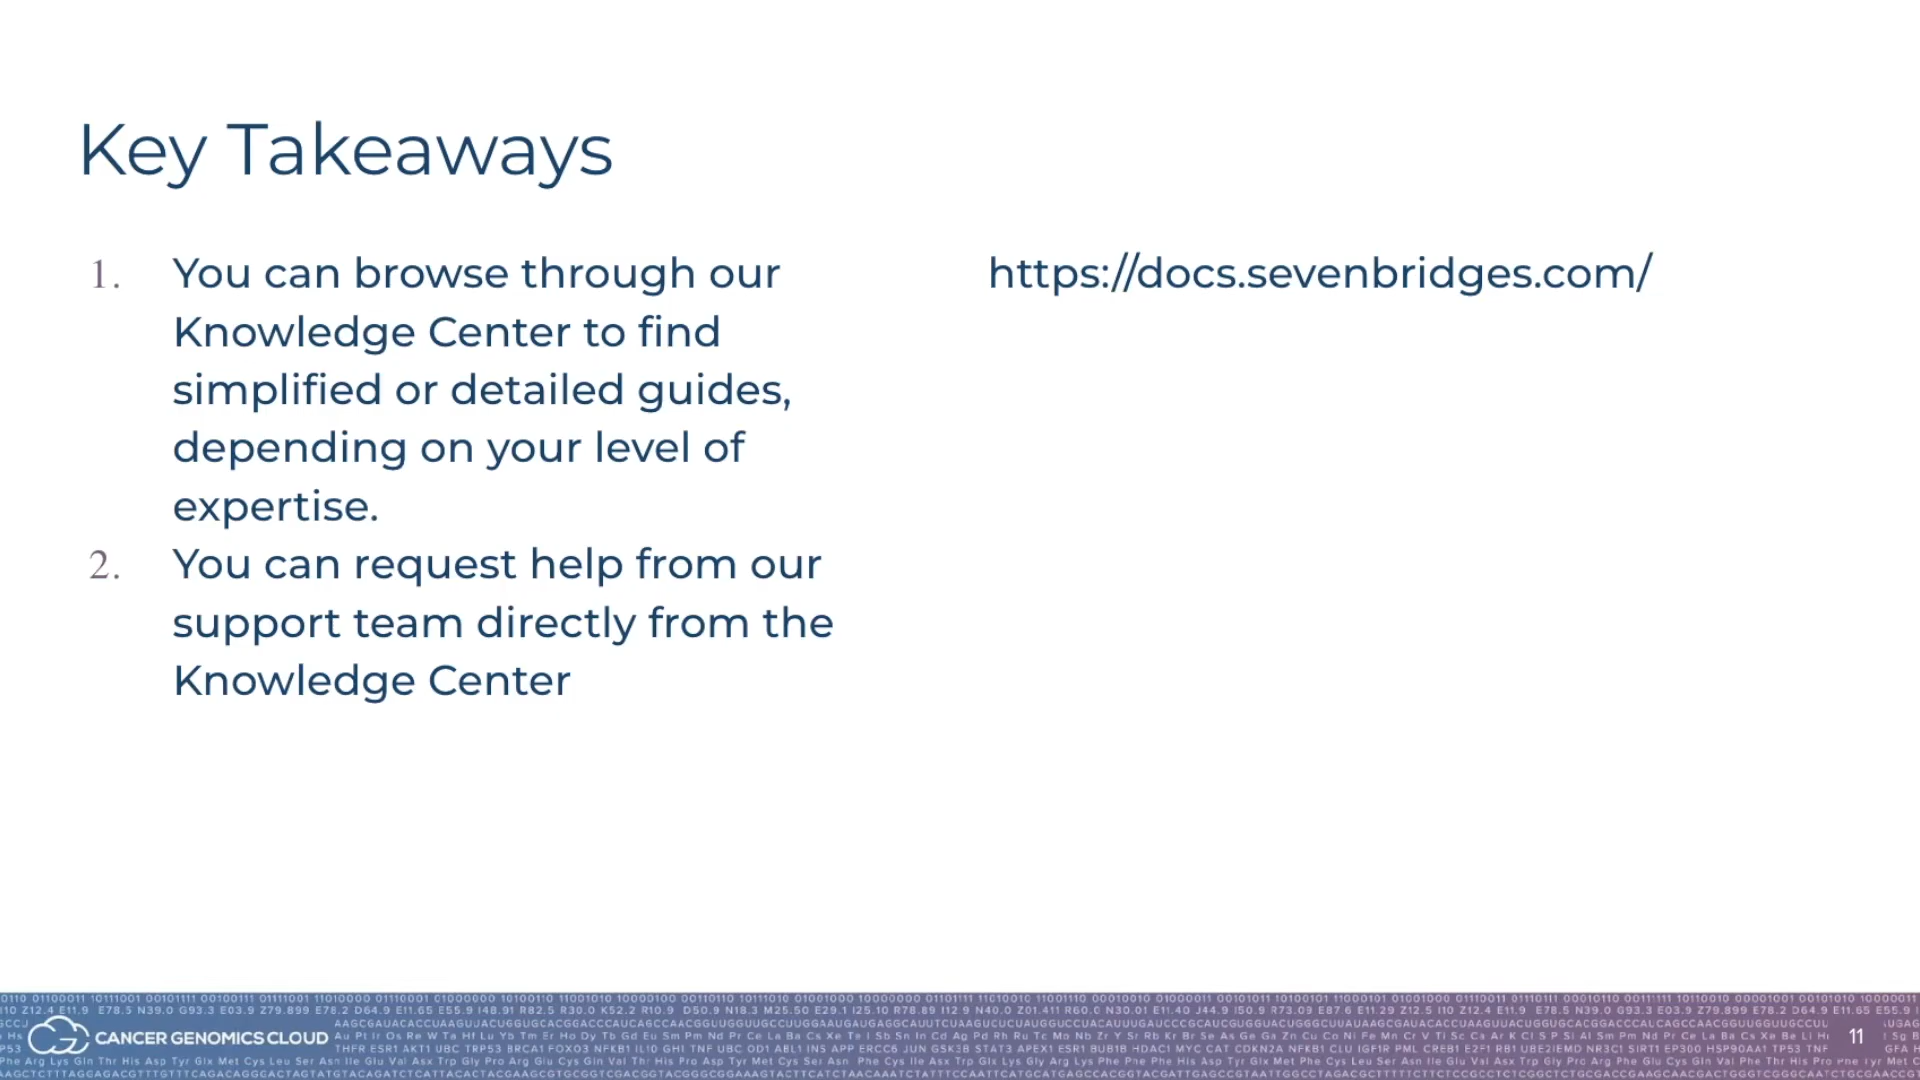 Key Takeaways
1. You can browse through our
Knowledge Center to find
simplified or detailed guides,
depending on your level of
expertise.
2. You can request help from our
support team directly from the
Knowledge Center
https://docs.sevenbridges.com/
CANCER GENOMICS CLOUD
11